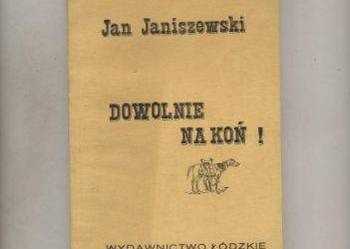 Jan Janiszewski
DOWOLNIE
NA KOŃ !
WYDAWNICTWO ŁÓDZKIE